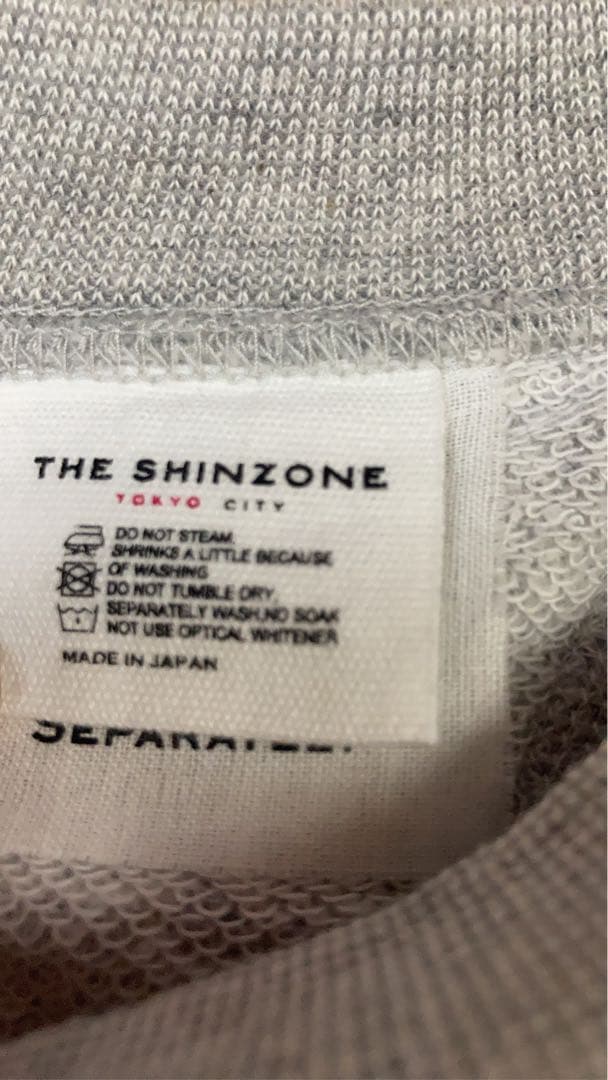 THE SHINZONE
TOKYO CITY
DO NOT STEAM.
SHRINKS A LITTLE BECAUSE
OF WASHING
DO NOT TUMBLE DRY.
SEPARATELY WASH,NO SOAK
NOT USE OPTICAL WHITENER
MADE IN JAPAN
SEPARATELY